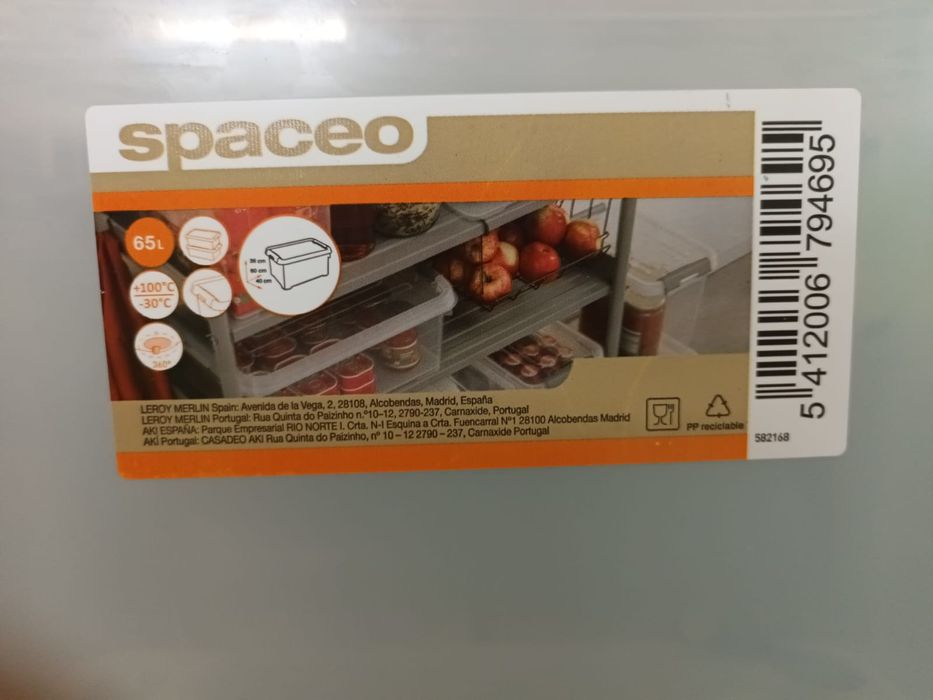 spaceo
65L
36 cm
60 cm
40 cm
+100°C
-30°C
360°
LEROY MERLIN Spain: Avenida de la Vega, 2, 28108, Alcobendas, Madrid, España
LEROY MERLIN Portugal: Rua Quinta do Paizinho n.º10-12, 2790-237, Carnaxide, Portugal
AKI ESPAÑA: Parque Empresarial RIO NORTE I. Crta. N-I Esquina a Crta. Fuencarral Nº1 28100 Alcobendas Madrid
AKI Portugal: CASADEO AKI Rua Quinta do Paizinho, nº 10 – 12 2790 – 237, Carnaxide Portugal
PP reciclable
582168
5 412006 794695